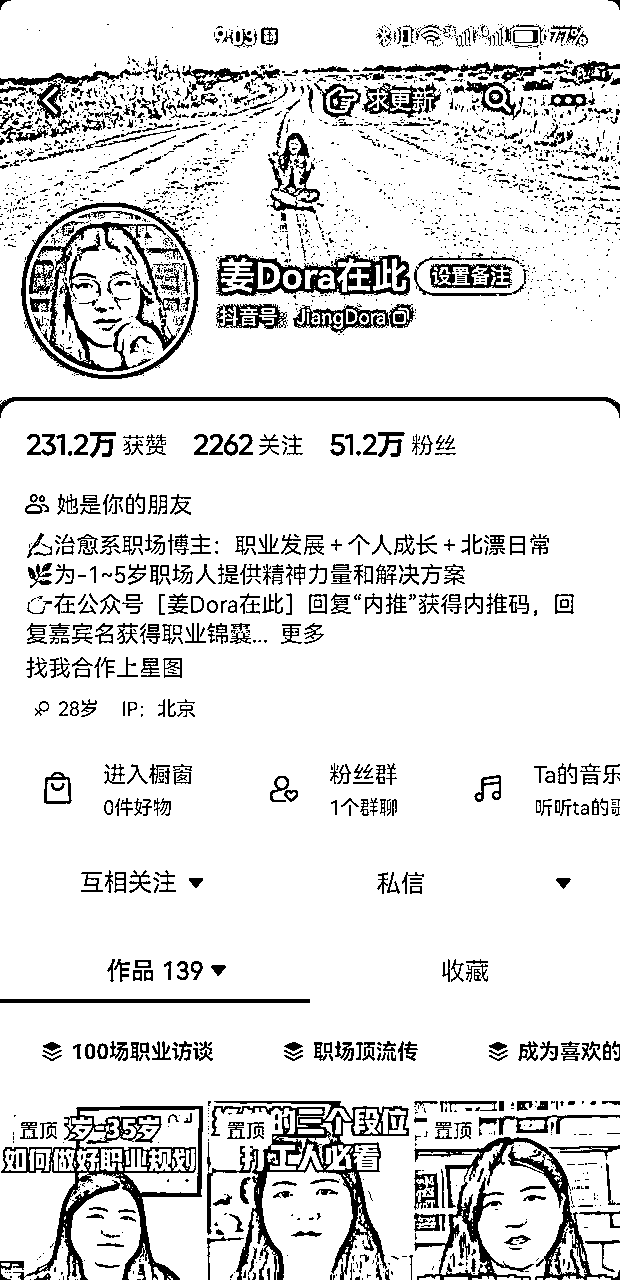 9:03
77%
求更新
姜Dora在此
设置备注
抖音号：JiangDora
231.2万 获赞 2262 关注 51.2万 粉丝
她是你的朋友
治愈系职场博主：职业发展+个人成长+北漂日常
为-1~5岁职场人提供精神力量和解决方案
在公众号［姜Dora在此］回复“内推”获得内推码，回
复嘉宾名获得职业锦囊... 更多
找我合作上星图
28岁 IP：北京
进入橱窗 粉丝群 Ta的音乐
0件好物 1个群聊 听听ta的歌
互相关注 私信
作品 139 收藏
100场职业访谈 职场顶流传 成为喜欢的
置顶 岁-35岁
如何做好职业规划
置顶 的三个段位
打工人必看
置顶